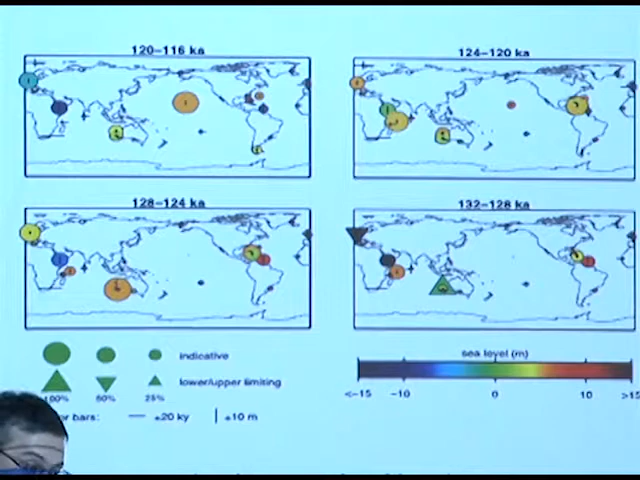 120–116 ka
124–120 ka
128–124 ka
132–128 ka
indicative
lower/upper limiting
100% 50% 25%
or bars: ±20 ky ±10 m
sea level (m)
<−15 −10 0 10 >15